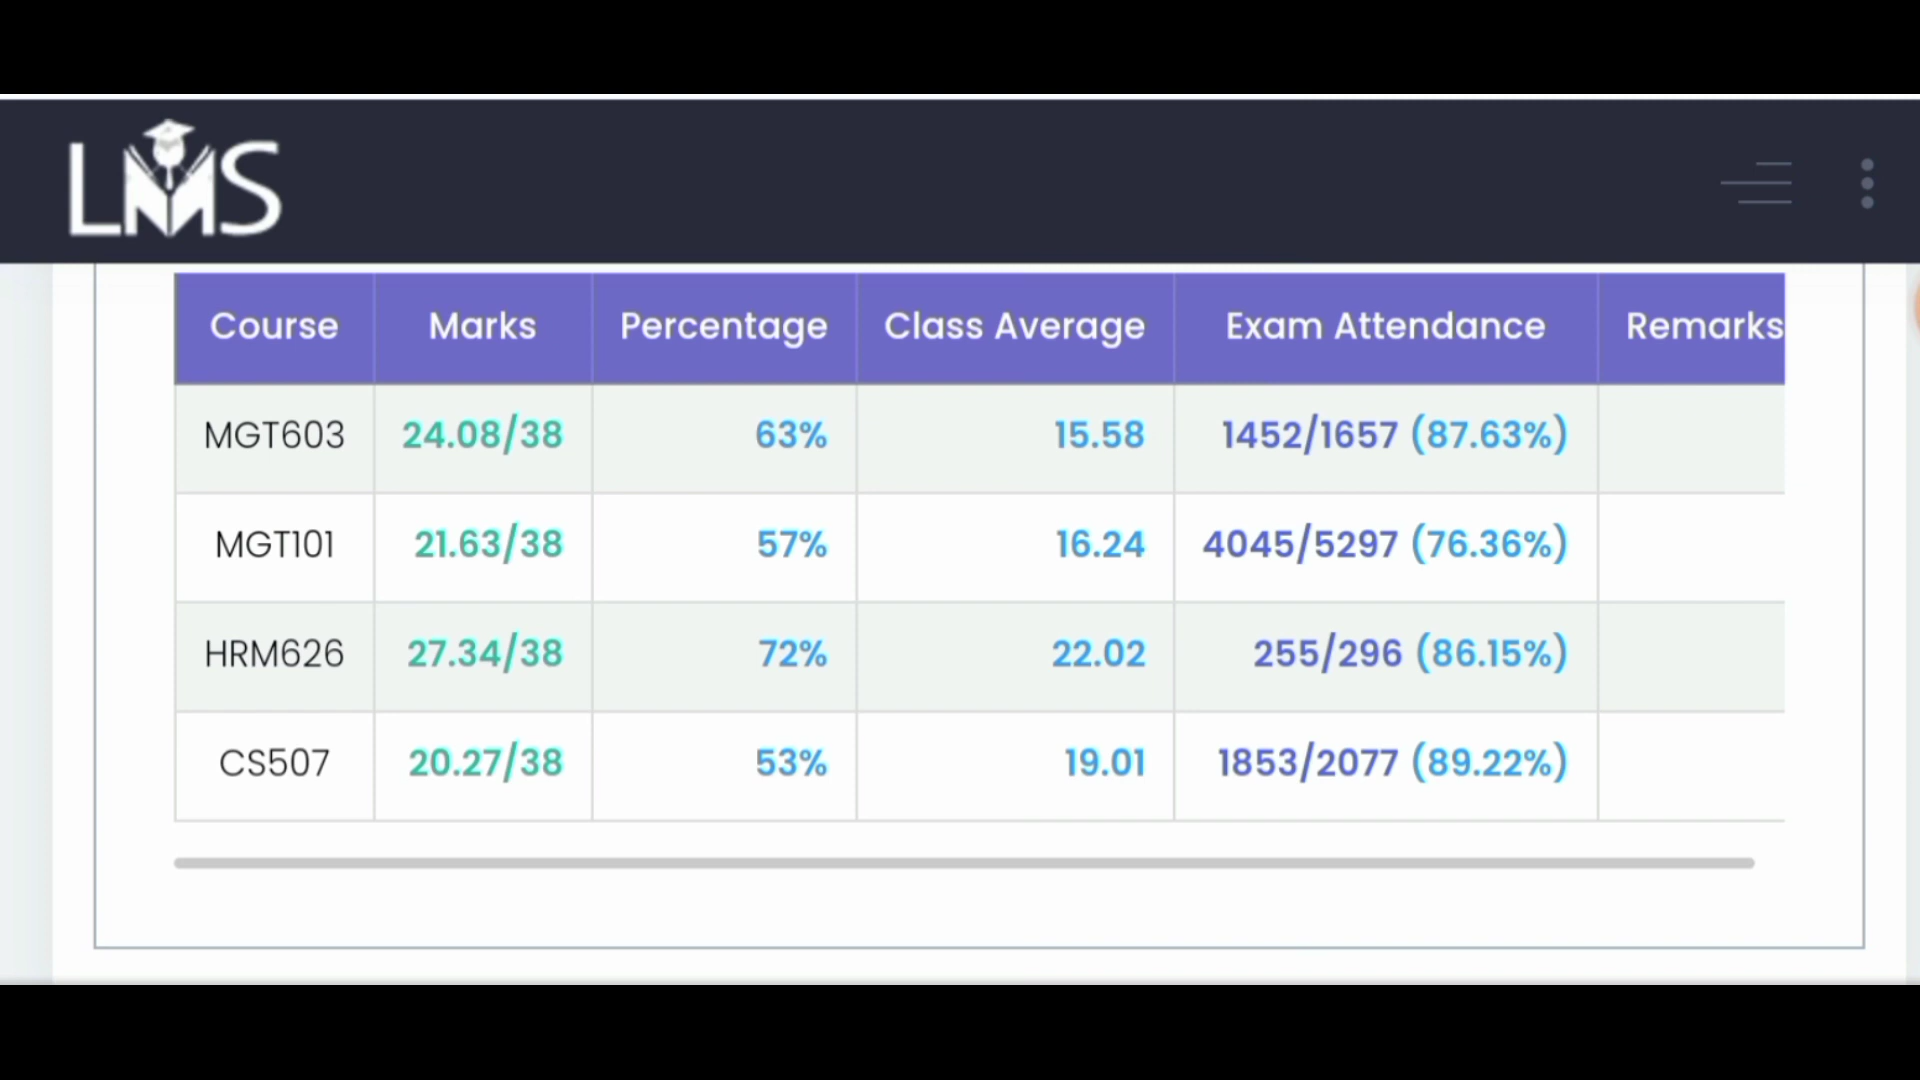 LMS
Course Marks Percentage Class Average Exam Attendance Remarks
MGT603 24.08/38 63% 15.58 1452/1657 (87.63%)
MGT101 21.63/38 57% 16.24 4045/5297 (76.36%)
HRM626 27.34/38 72% 22.02 255/296 (86.15%)
CS507 20.27/38 53% 19.01 1853/2077 (89.22%)